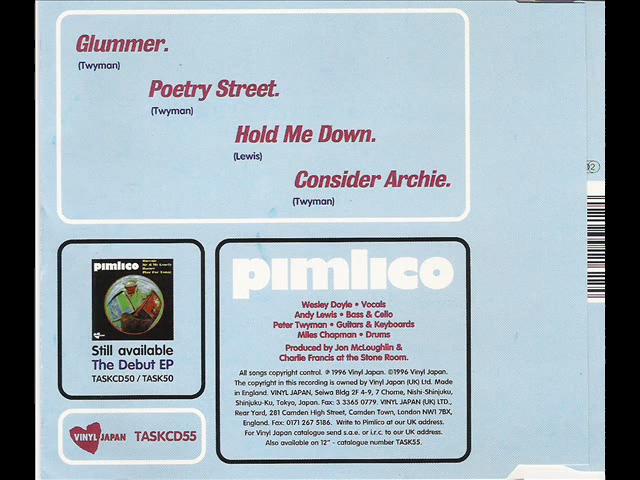 Glummer.
(Twyman)
Poetry Street.
(Twyman)
Hold Me Down.
(Lewis)
Consider Archie.
(Twyman)
pimlico
Still available
The Debut EP
TASKCD50 / TASK50
VINYL JAPAN TASKCD55
pimlico
Wesley Doyle • Vocals
Andy Lewis • Bass & Cello
Peter Twyman • Guitars & Keyboards
Miles Chapman • Drums
Produced by Jon McLoughlin &
Charlie Francis at the Stone Room.
All songs copyright control. ℗ 1996 Vinyl Japan. ©1996 Vinyl Japan.
The copyright in this recording is owned by Vinyl Japan (UK) Ltd. Made
in England. VINYL JAPAN, Seiwa Bldg 2F 4-9, 7 Chome, Nishi-Shinjuku,
Shinjuku-Ku, Tokyo, Japan. Fax: 3 3365 0779. VINYL JAPAN (UK) LTD.,
Rear Yard, 281 Camden High Street, Camden Town, London NW1 7BX,
England. Fax: 0171 267 5186. Write to Pimlico at our UK address.
For Vinyl Japan catalogue send s.a.e. or i.r.c. to our UK address.
Also available on 12" - catalogue number TASK55.